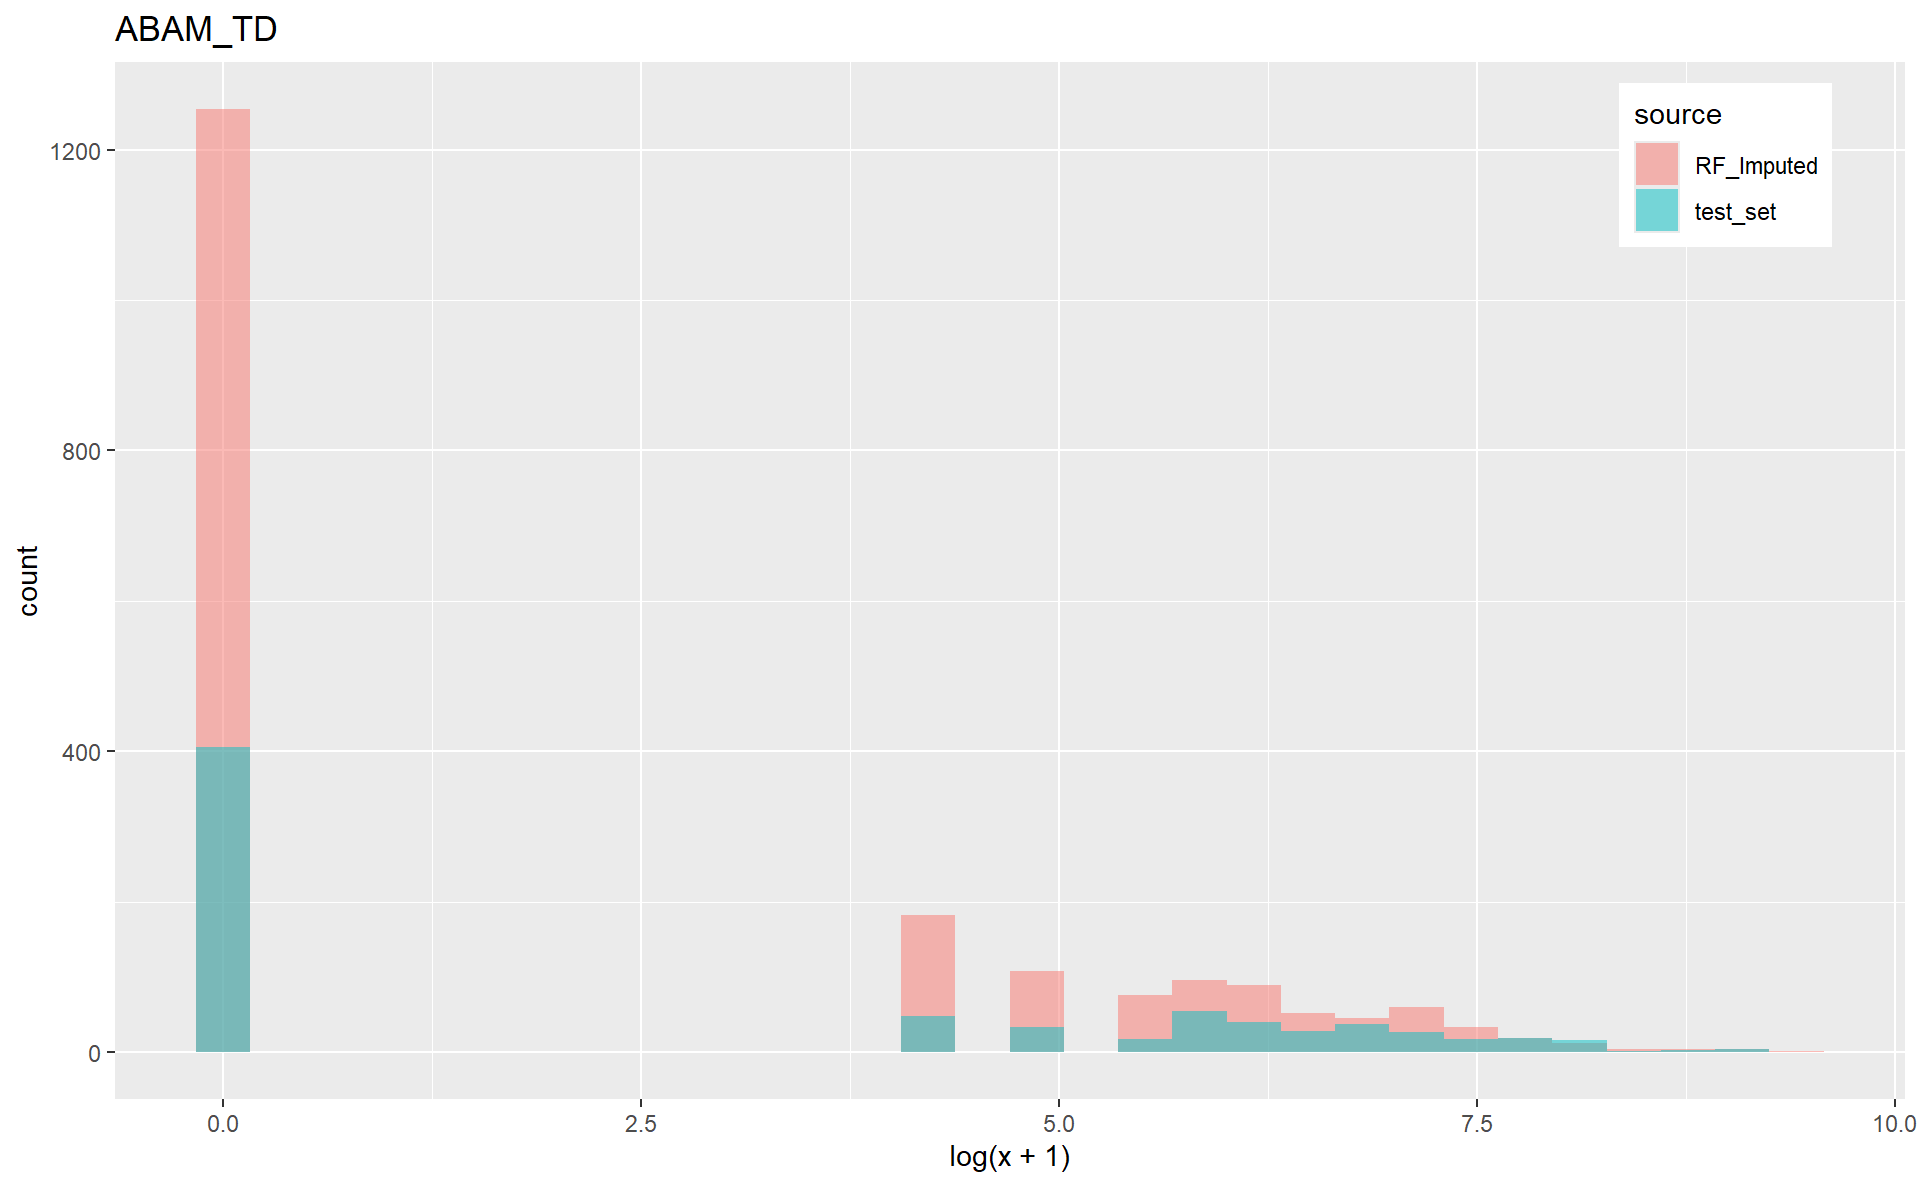 ABAM_TD
source
RF_Imputed
test_set
1200
800
400
0
count
0.0 2.5 5.0 7.5 10.0
log(x + 1)